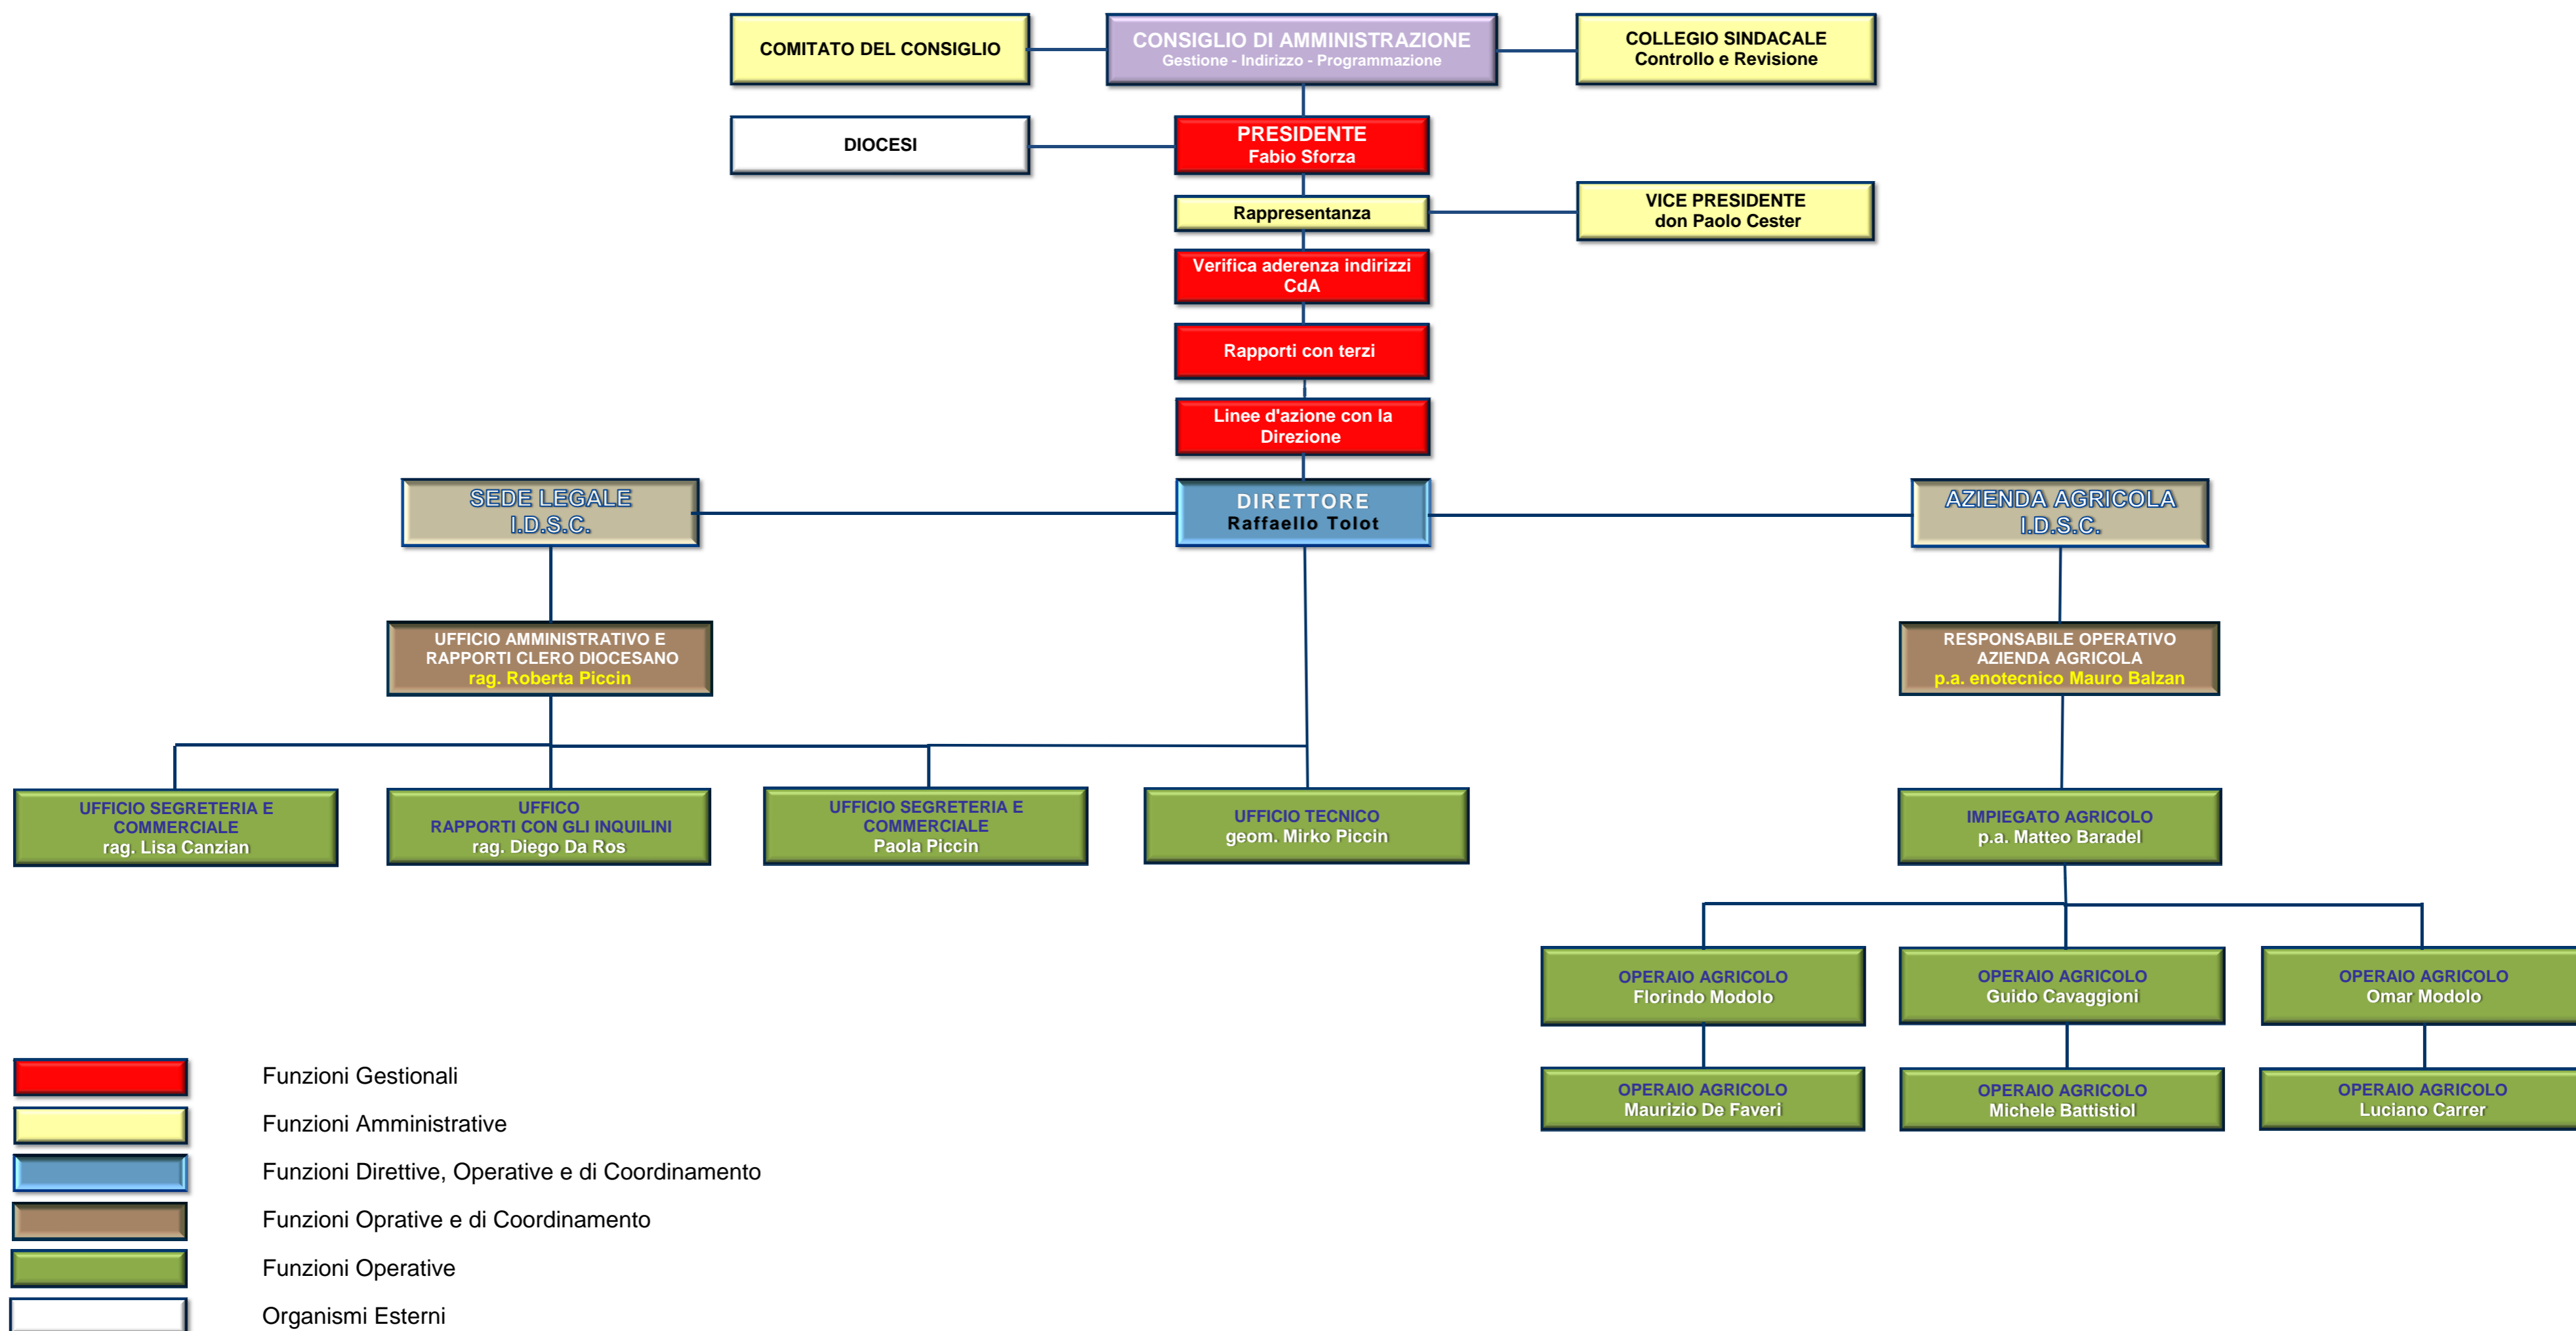 COMITATO DEL CONSIGLIO
CONSIGLIO DI AMMINISTRAZIONE
Gestione - Indirizzo - Programmazione
COLLEGIO SINDACALE
Controllo e Revisione
DIOCESI
PRESIDENTE
Fabio Sforza
Rappresentanza
VICE PRESIDENTE
don Paolo Cester
Verifica aderenza indirizzi
CdA
Rapporti con terzi
Linee d'azione con la
Direzione
SEDE LEGALE
I.D.S.C.
DIRETTORE
Raffaello Tolot
AZIENDA AGRICOLA
I.D.S.C.
UFFICIO AMMINISTRATIVO E
RAPPORTI CLERO DIOCESANO
rag. Roberta Piccin
RESPONSABILE OPERATIVO
AZIENDA AGRICOLA
p.a. enotecnico Mauro Balzan
UFFICIO SEGRETERIA E
COMMERCIALE
rag. Lisa Canzian
UFFICO
RAPPORTI CON GLI INQUILINI
rag. Diego Da Ros
UFFICIO SEGRETERIA E
COMMERCIALE
Paola Piccin
UFFICIO TECNICO
geom. Mirko Piccin
IMPIEGATO AGRICOLO
p.a. Matteo Baradel
OPERAIO AGRICOLO
Florindo Modolo
OPERAIO AGRICOLO
Guido Cavaggioni
OPERAIO AGRICOLO
Omar Modolo
OPERAIO AGRICOLO
Maurizio De Faveri
OPERAIO AGRICOLO
Michele Battistiol
OPERAIO AGRICOLO
Luciano Carrer
Funzioni Gestionali
Funzioni Amministrative
Funzioni Direttive, Operative e di Coordinamento
Funzioni Oprative e di Coordinamento
Funzioni Operative
Organismi Esterni